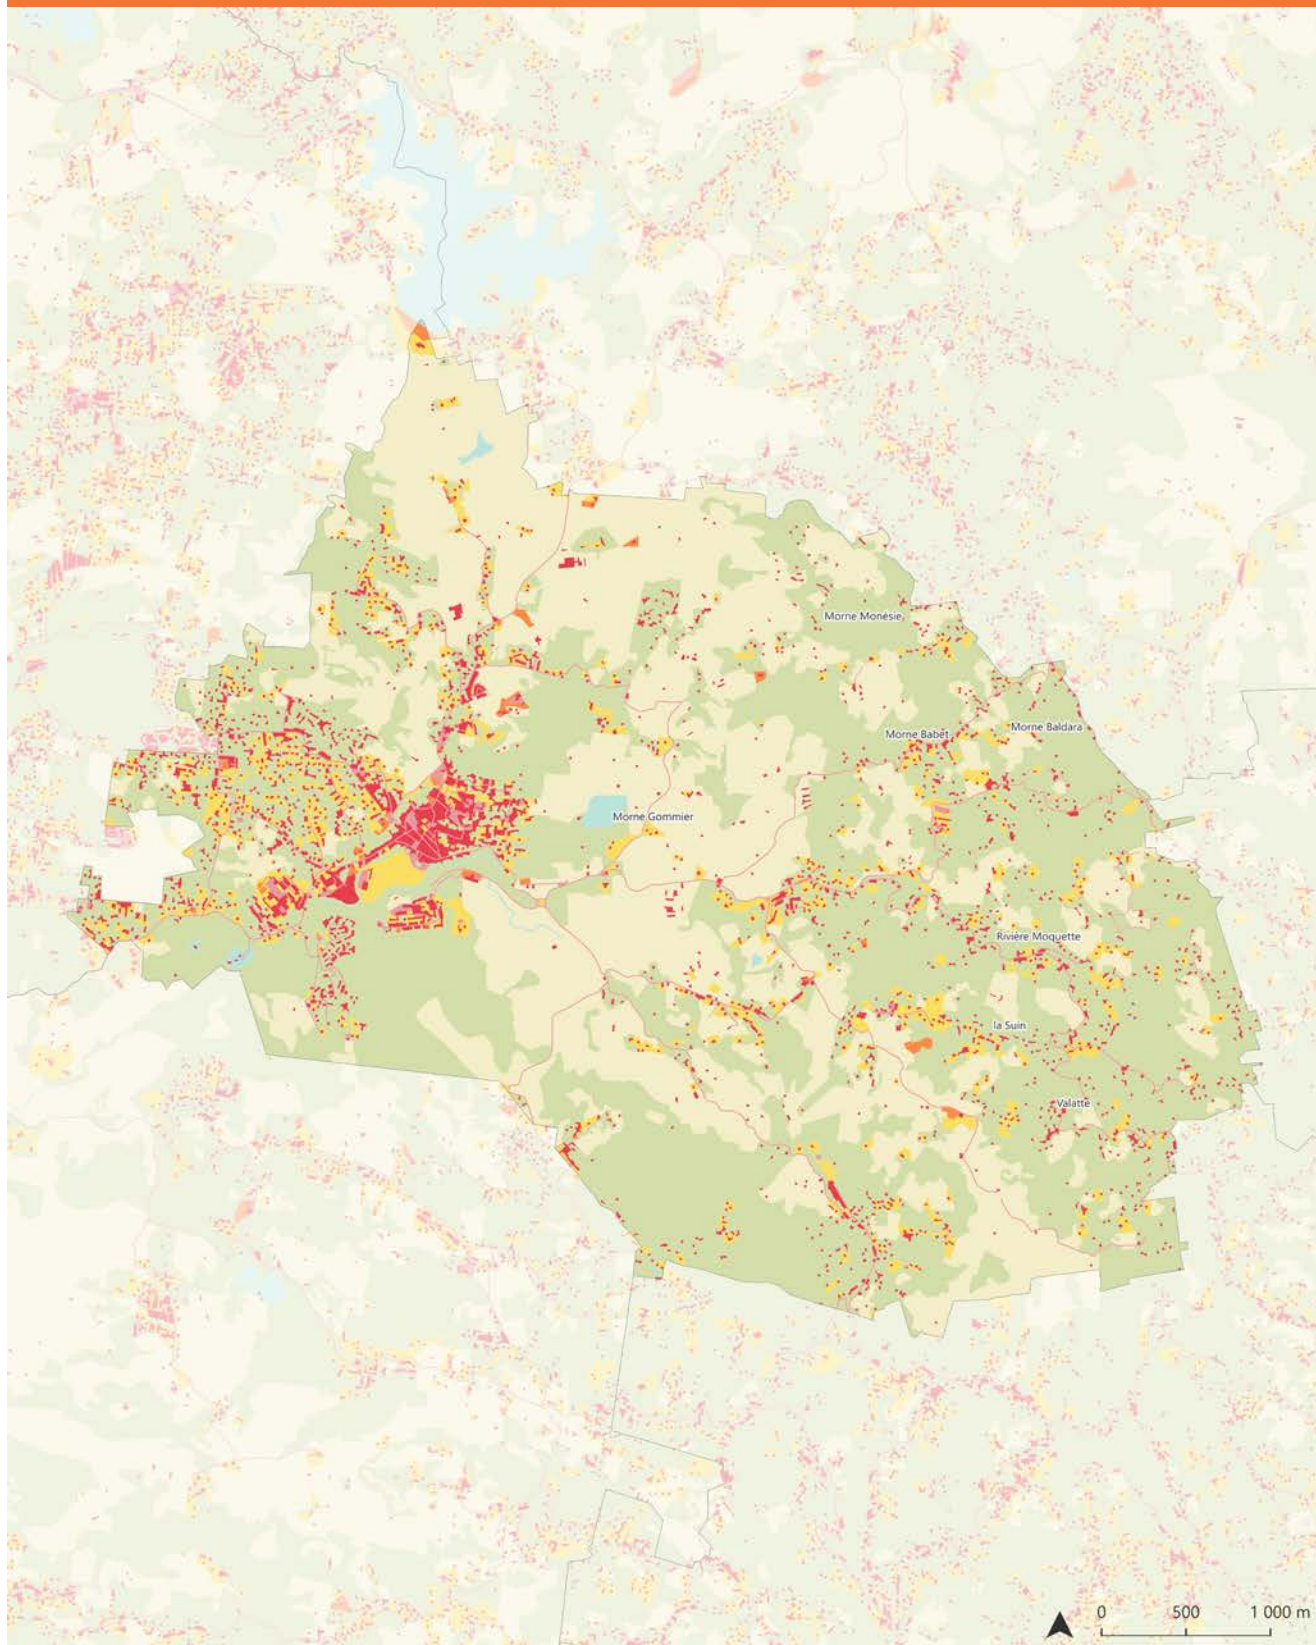 Morne Monésie
Morne Babet
Morne Baldara
Morne Gommier
Rivière Moquette
la Suin
Valatte
0 500 1 000 m